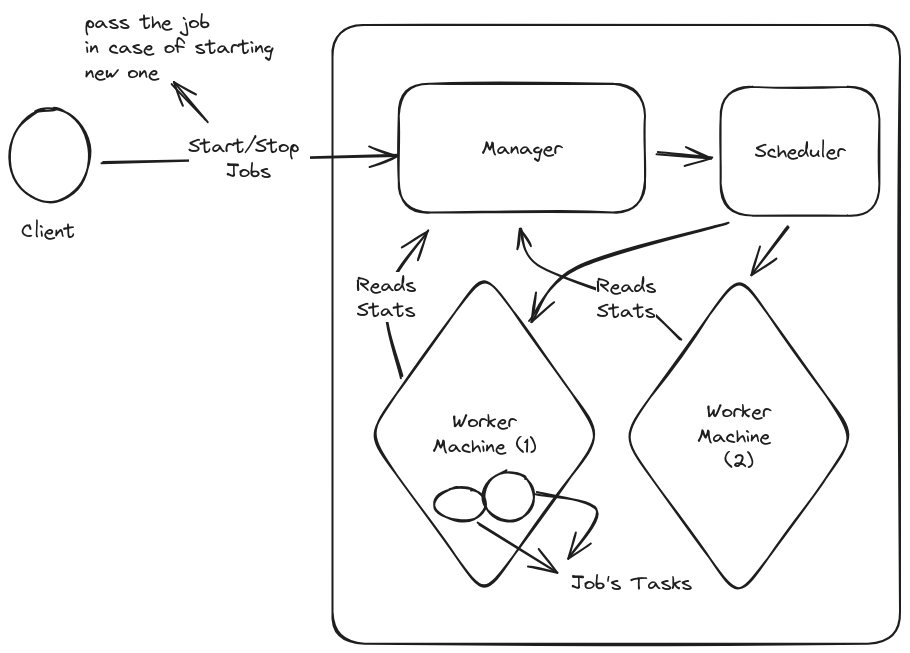 pass the job
in case of starting
new one
Start/Stop
Jobs
Client
Manager
Scheduler
Reads
Stats
Reads
Stats
Worker
Machine (1)
Worker
Machine
(2)
Job's Tasks